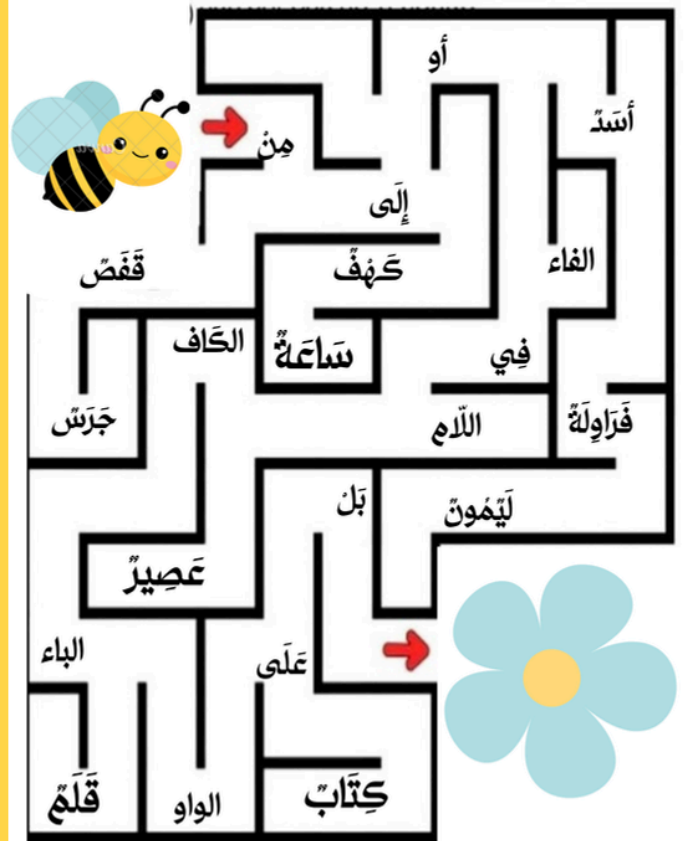 أو
أَسَدٌ
مِنْ
إِلَى
قَفَصٌ
كَهْفٌ
الفاء
الكَاف
سَاعَةٌ
فِي
جَرَسٌ
اللّام
فَرَاوِلَةٌ
بَلْ
لَيْمُونٌ
عَصِيرٌ
الباء
عَلَى
قَلَمٌ
الواو
كِتَابٌ